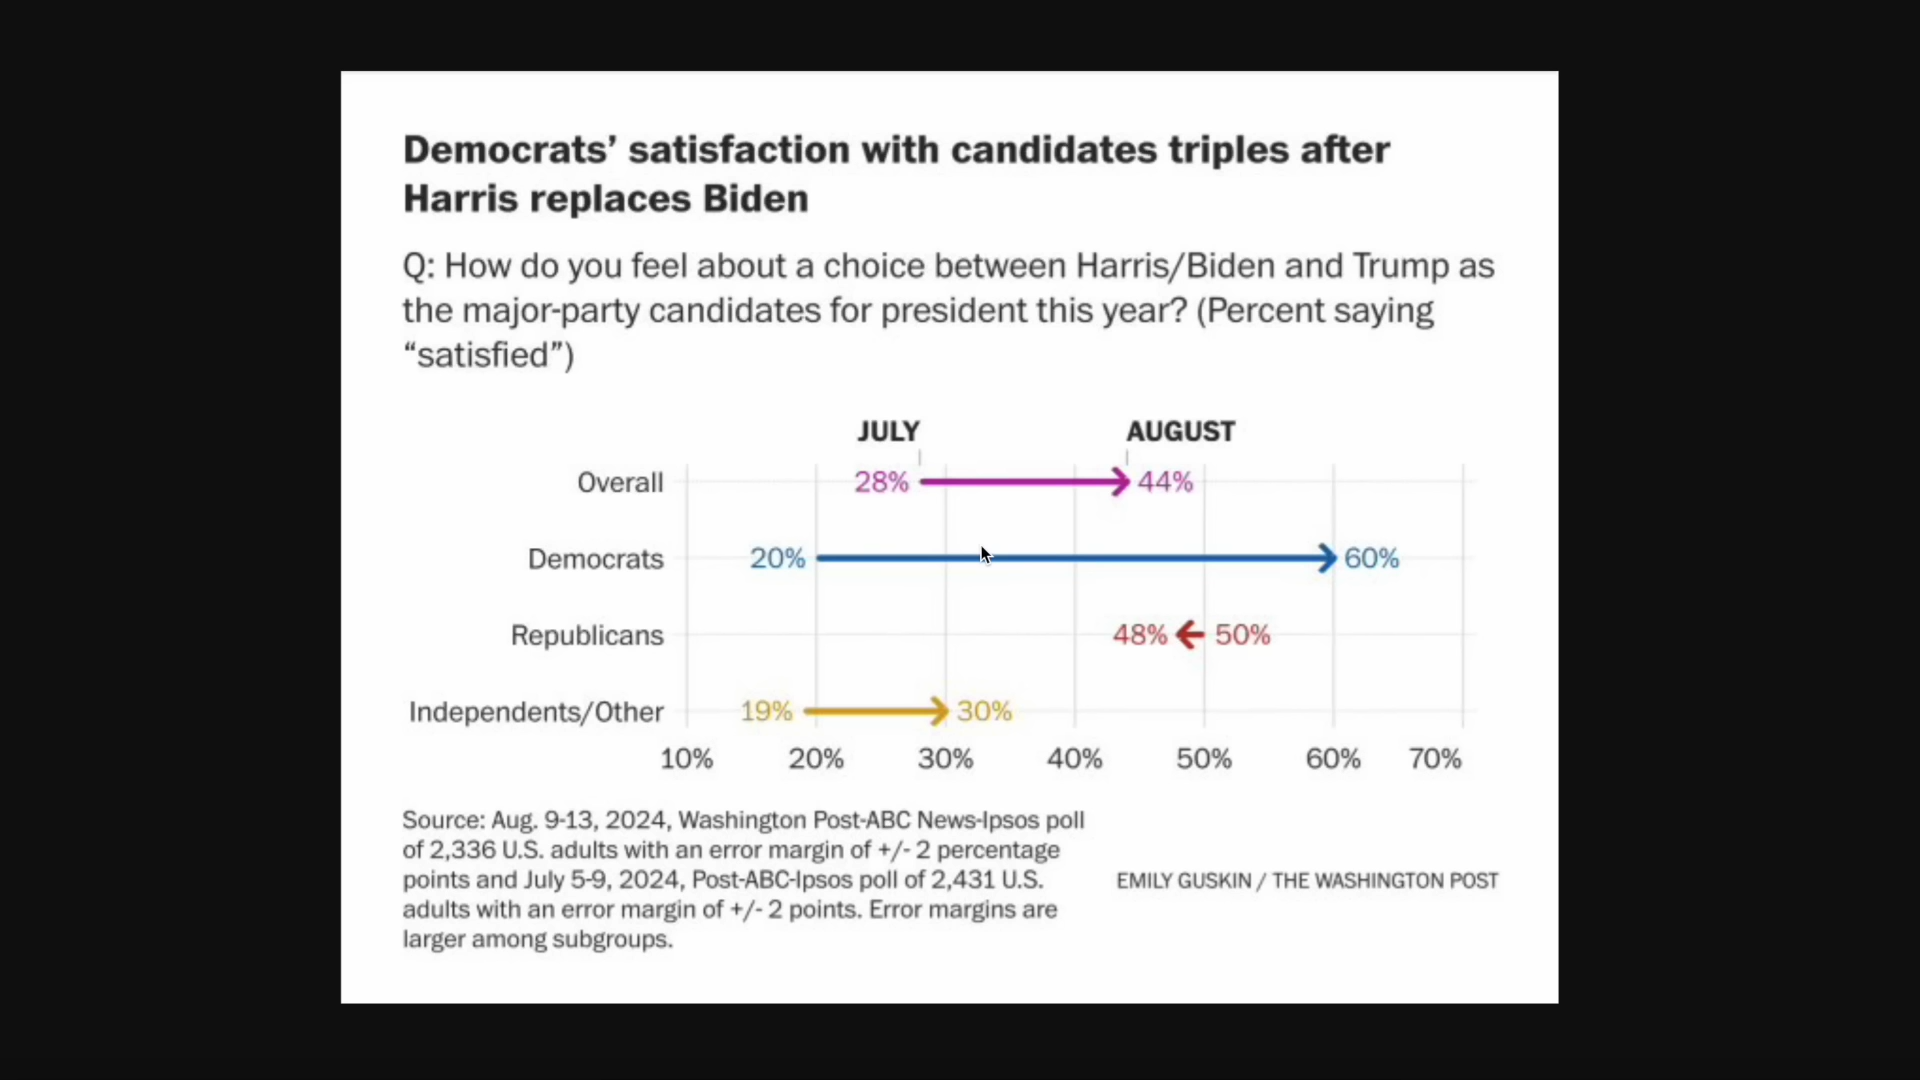 Democrats’ satisfaction with candidates triples after
Harris replaces Biden
Q: How do you feel about a choice between Harris/Biden and Trump as
the major-party candidates for president this year? (Percent saying
“satisfied”)
JULY AUGUST
Overall 28% 44%
Democrats 20% 60%
Republicans 48% 50%
Independents/Other 19% 30%
10% 20% 30% 40% 50% 60% 70%
Source: Aug. 9-13, 2024, Washington Post-ABC News-Ipsos poll
of 2,336 U.S. adults with an error margin of +/- 2 percentage
points and July 5-9, 2024, Post-ABC-Ipsos poll of 2,431 U.S.
adults with an error margin of +/- 2 points. Error margins are
larger among subgroups.
EMILY GUSKIN / THE WASHINGTON POST